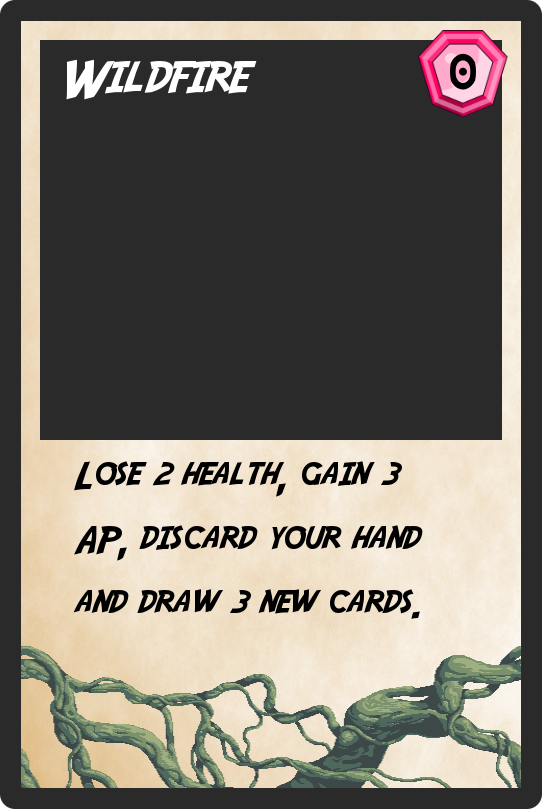 Wildfire
0
Lose 2 health, gain 3
AP, discard your hand
and draw 3 new cards.